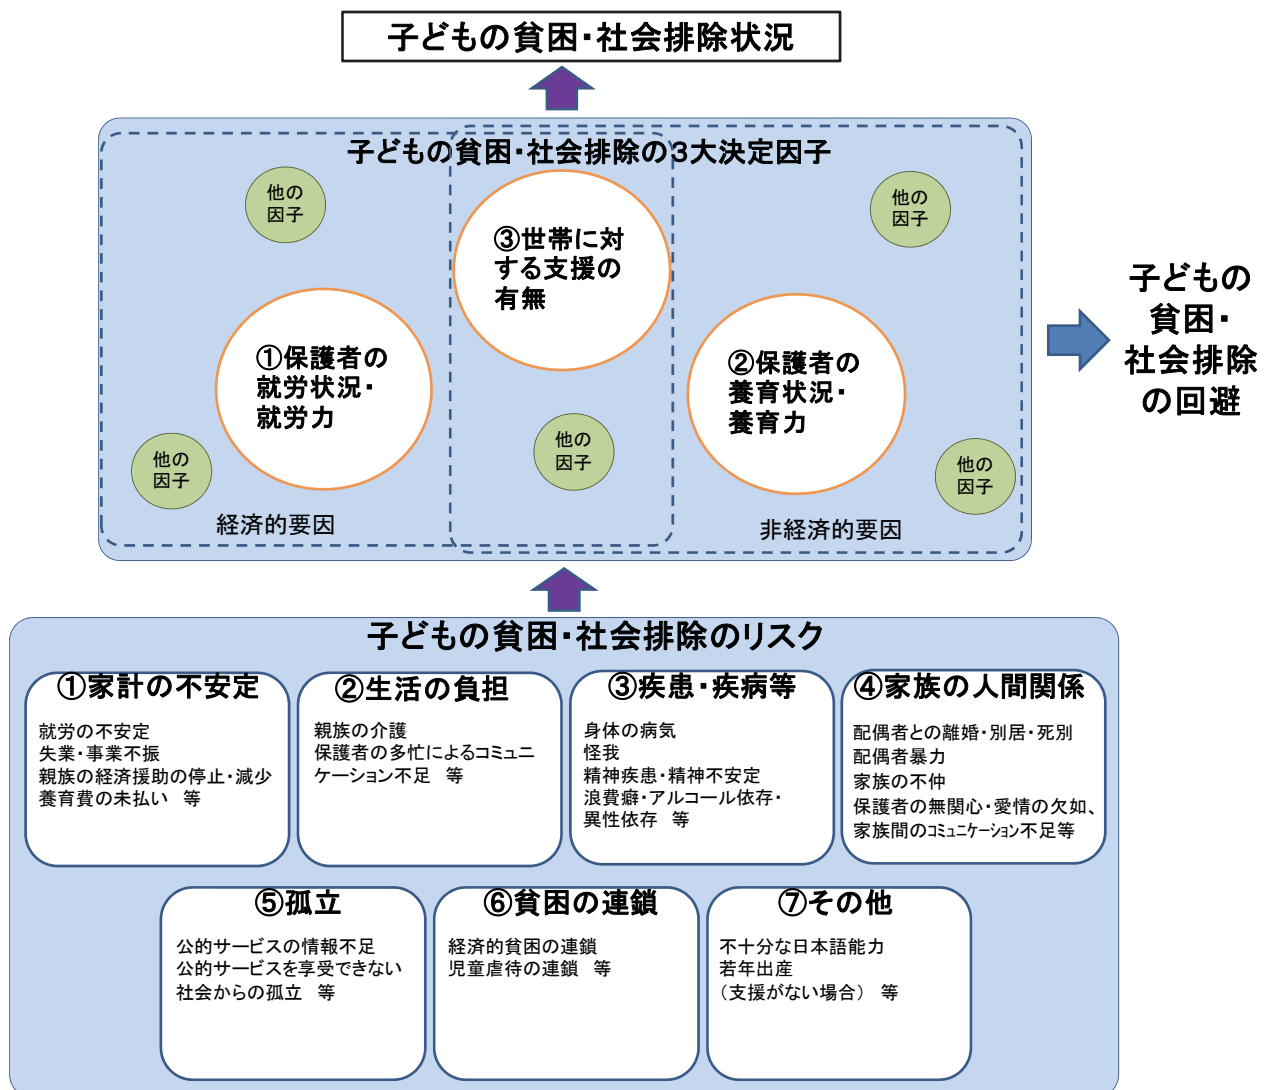 子どもの貧困・社会排除状況
子どもの貧困・社会排除の3大決定因子
他の
因子
他の
因子
③世帯に対
する支援の
有無
①保護者の
就労状況・
就労力
②保護者の
養育状況・
養育力
他の
因子
他の
因子
他の
因子
経済的要因
非経済的要因
子どもの
貧困・
社会排除
の回避
子どもの貧困・社会排除のリスク
①家計の不安定
就労の不安定
失業・事業不振
親族の経済援助の停止・減少
養育費の未払い 等
②生活の負担
親族の介護
保護者の多忙によるコミュニ
ケーション不足 等
③疾患・疾病等
身体の病気
怪我
精神疾患・精神不安定
浪費癖・アルコール依存・
異性依存 等
④家族の人間関係
配偶者との離婚・別居・死別
配偶者暴力
家族の不仲
保護者の無関心・愛情の欠如、
家族間のコミュニケーション不足等
⑤孤立
公的サービスの情報不足
公的サービスを享受できない
社会からの孤立 等
⑥貧困の連鎖
経済的貧困の連鎖
児童虐待の連鎖 等
⑦その他
不十分な日本語能力
若年出産
（支援がない場合） 等